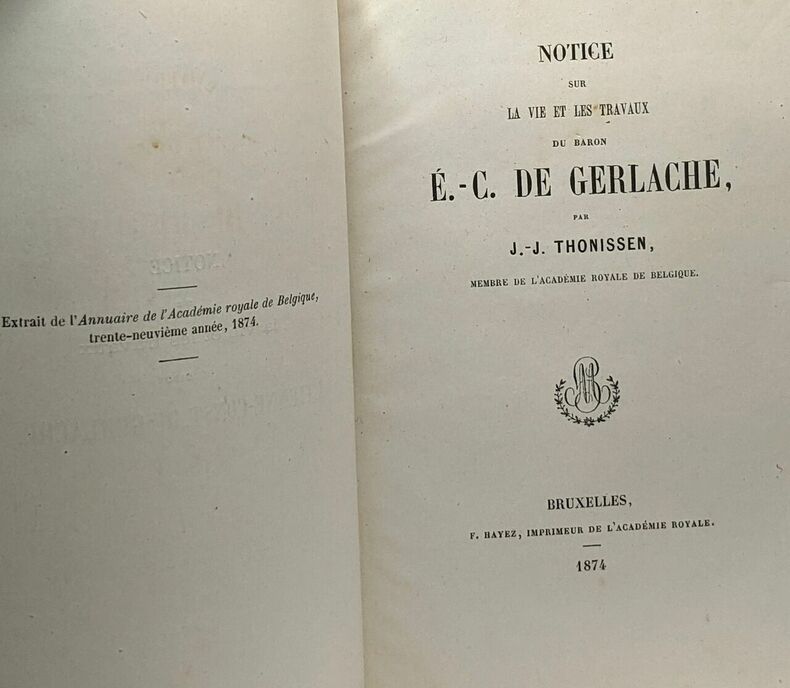 Extrait de l'Annuaire de l'Académie royale de Belgique,
trente-neuvième année, 1874.
NOTICE
SUR
LA VIE ET LES TRAVAUX
DU BARON
É.-C. DE GERLACHE,
PAR
J.-J. THONISSEN,
MEMBRE DE L'ACADÉMIE ROYALE DE BELGIQUE.
BRUXELLES,
F. HAYEZ, IMPRIMEUR DE L'ACADÉMIE ROYALE.
1874